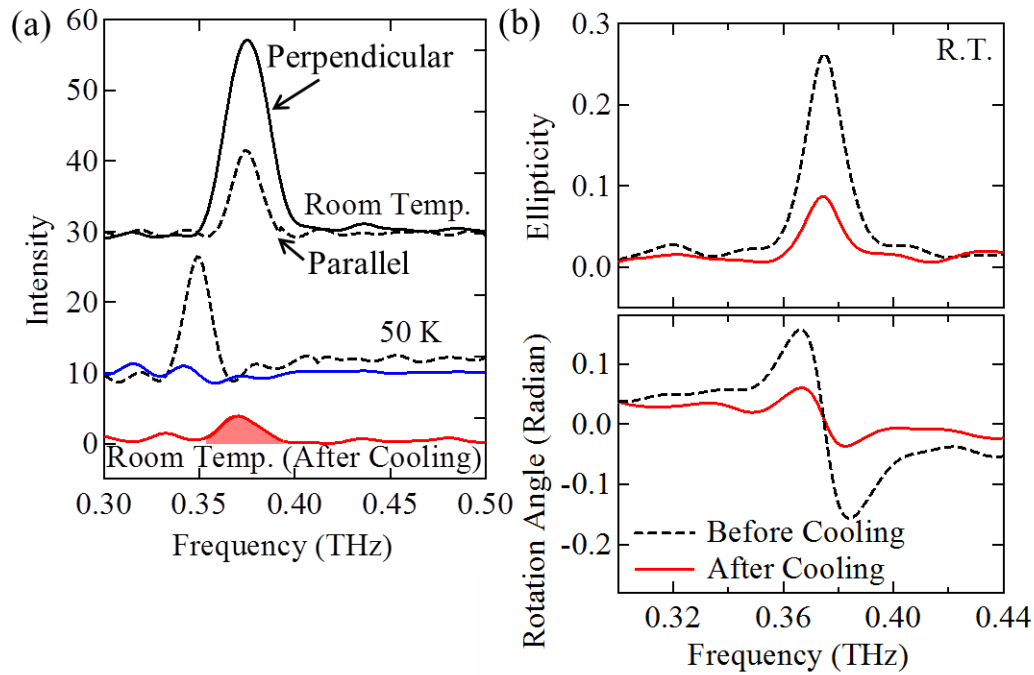 (a)
60
50
40
30
20
10
0
Intensity
Perpendicular
Room Temp.
Parallel
50 K
Room Temp. (After Cooling)
0.30 0.35 0.40 0.45 0.50
Frequency (THz)
(b)
0.3
0.2
0.1
0.0
Ellipticity
R.T.
0.1
0.0
-0.1
-0.2
Rotation Angle (Radian)
Before Cooling
After Cooling
0.32 0.36 0.40 0.44
Frequency (THz)